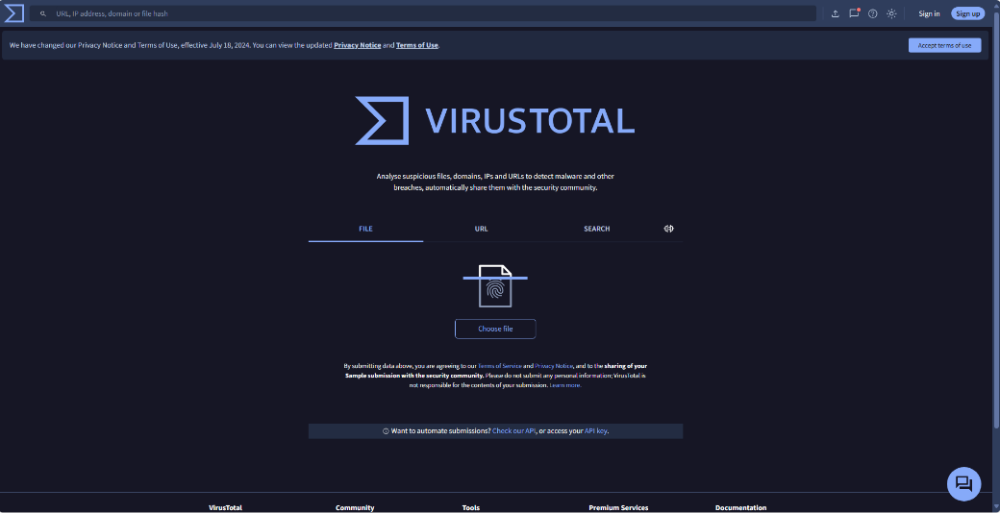 URL, IP address, domain or file hash
Sign in
Sign up
We have changed our Privacy Notice and Terms of Use, effective July 18, 2024. You can view the updated Privacy Notice and Terms of Use.
Accept terms of use
VIRUSTOTAL
Analyse suspicious files, domains, IPs and URLs to detect malware and other
breaches, automatically share them with the security community.
FILE
URL
SEARCH
Choose file
By submitting data above, you are agreeing to our Terms of Service and Privacy Notice, and to the sharing of your
Sample submission with the security community. Please do not submit any personal information; VirusTotal is
not responsible for the contents of your submission. Learn more.
Want to automate submissions? Check our API, or access your API key.
VirusTotal
Community
Tools
Premium Services
Documentation